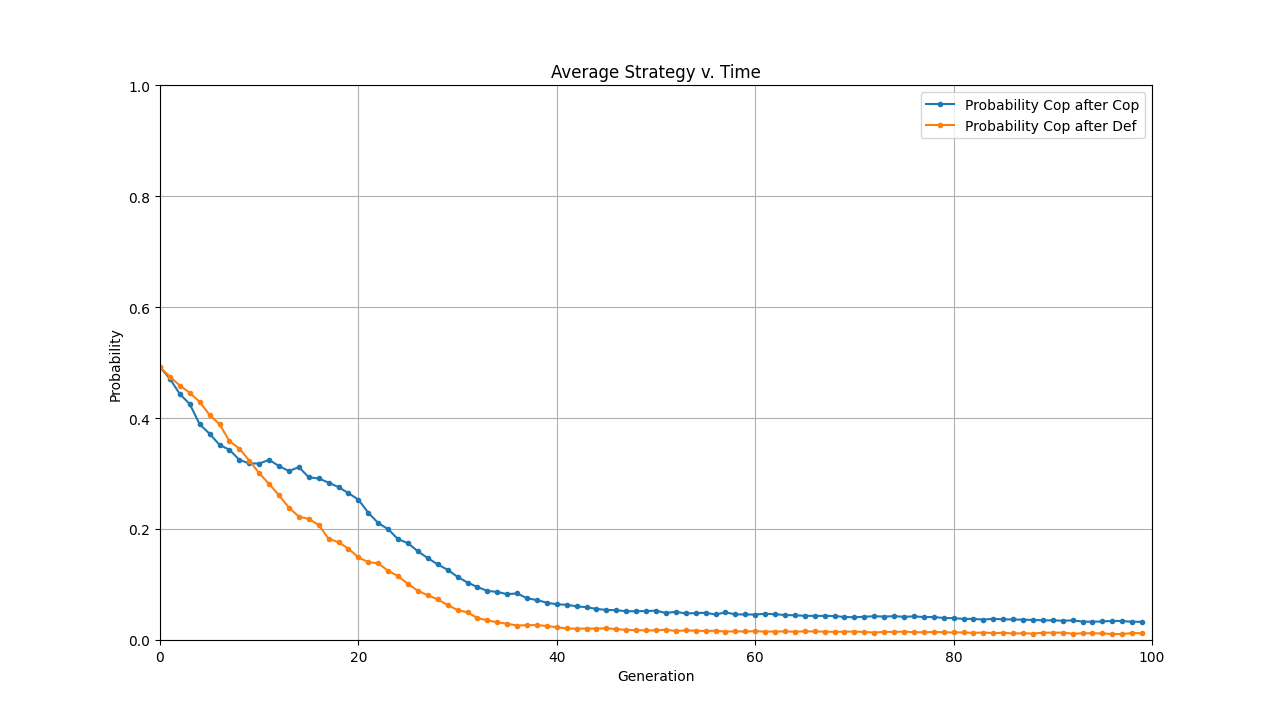 Average Strategy v. Time
Probability Cop after Cop
Probability Cop after Def
1.0
0.8
0.6
0.4
0.2
0.0
Probability
0 20 40 60 80 100
Generation